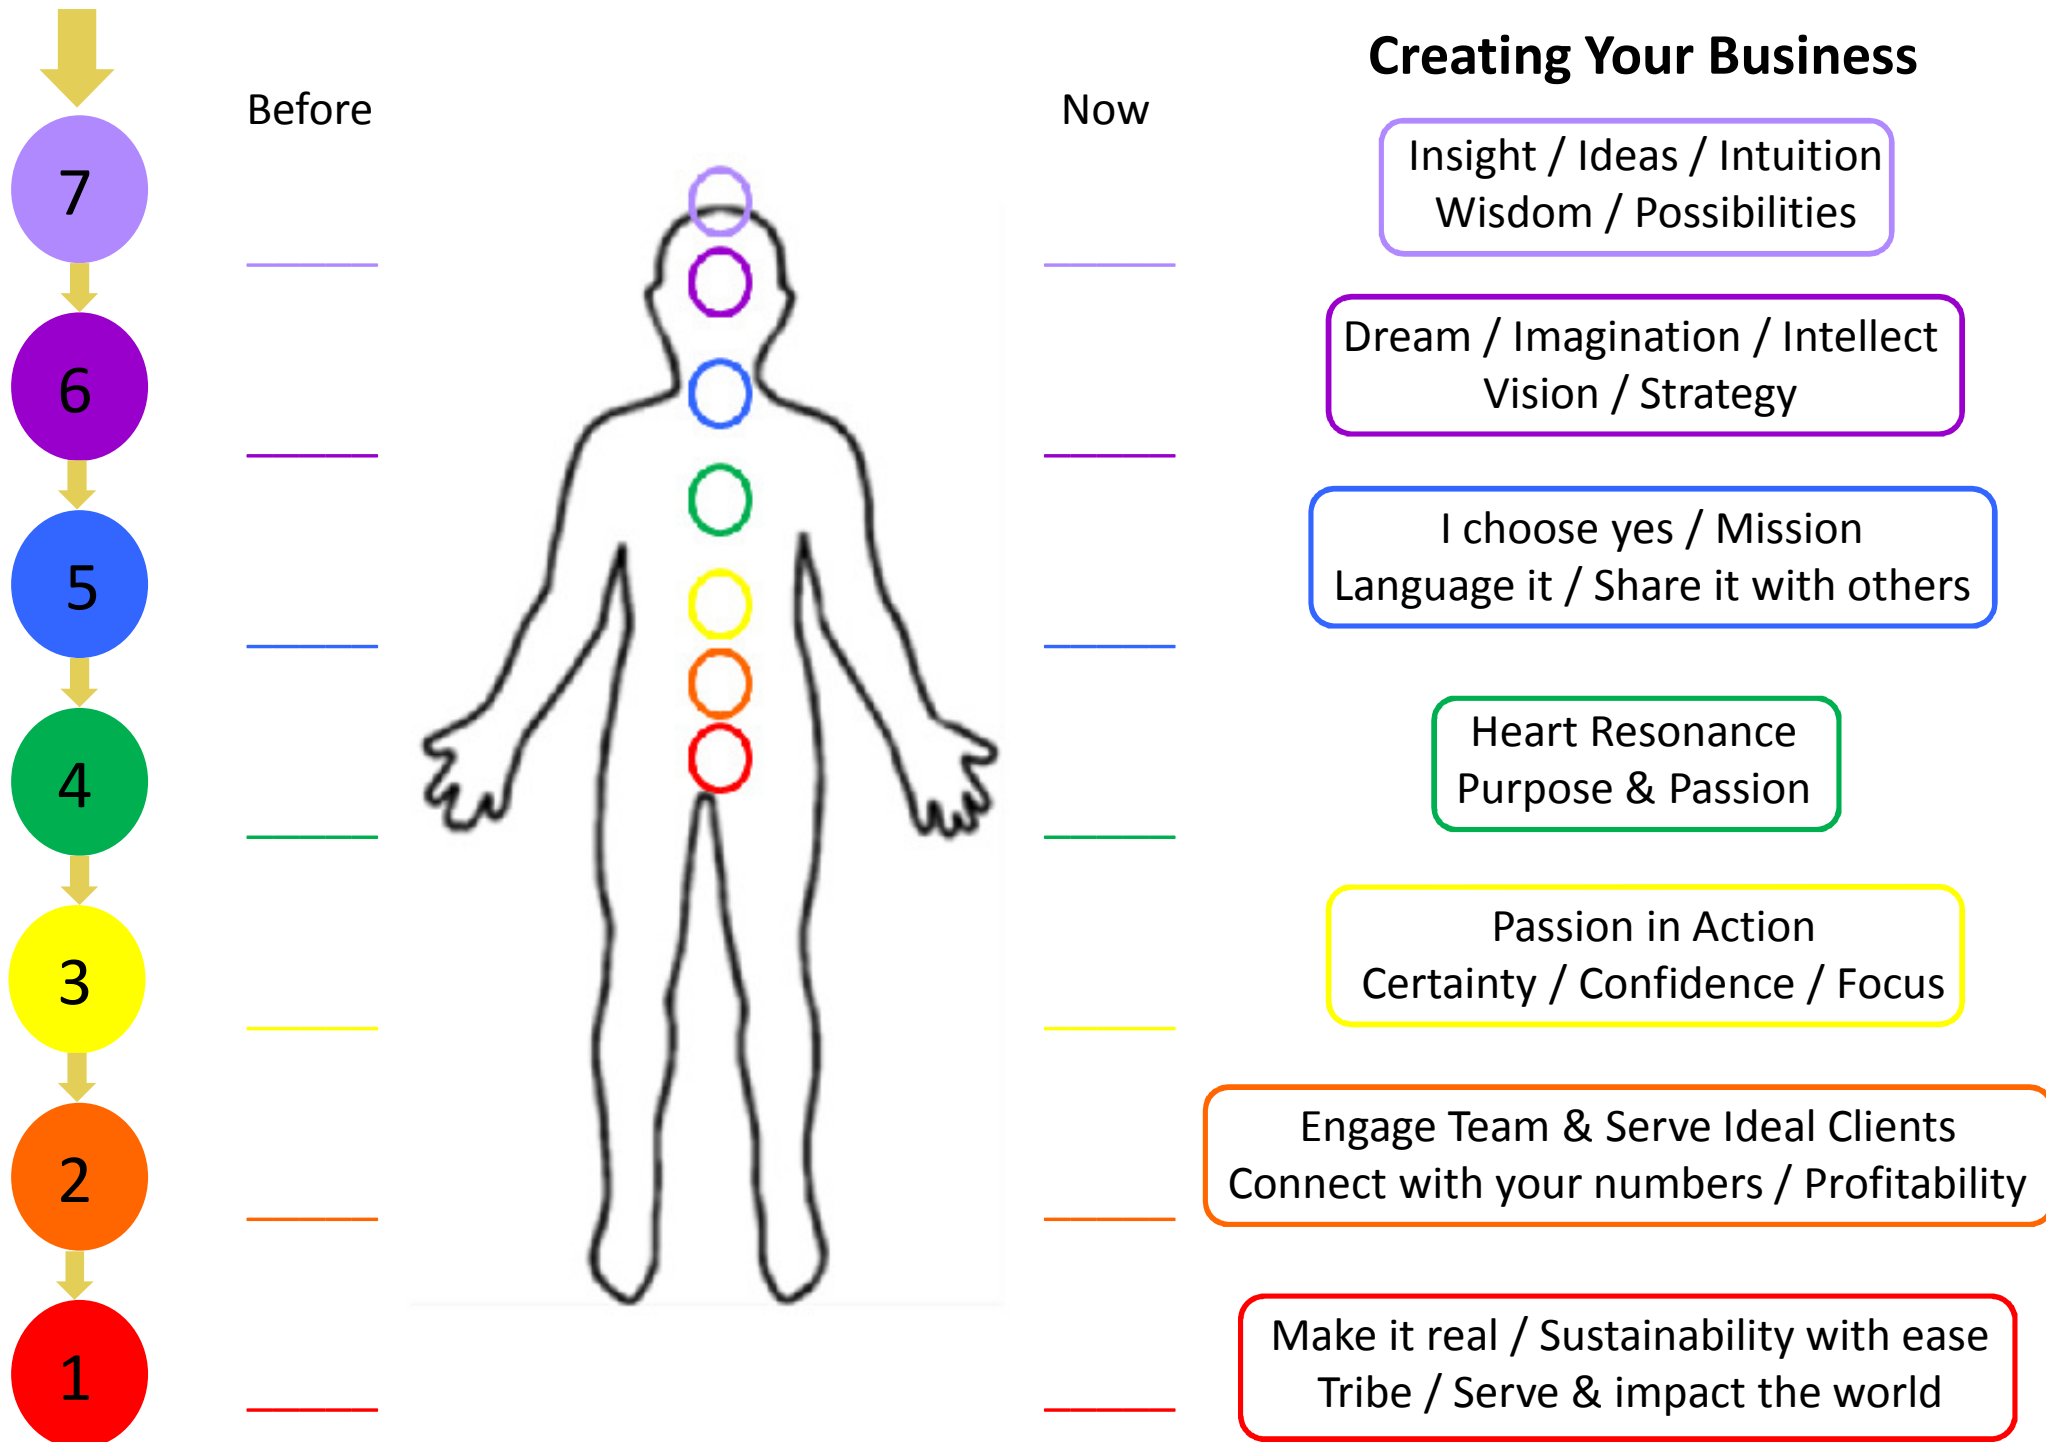 Creating Your Business
Before
Now
7
Insight / Ideas / Intuition
Wisdom / Possibilities
6
Dream / Imagination / Intellect
Vision / Strategy
5
I choose yes / Mission
Language it / Share it with others
4
Heart Resonance
Purpose & Passion
3
Passion in Action
Certainty / Confidence / Focus
2
Engage Team & Serve Ideal Clients
Connect with your numbers / Profitability
1
Make it real / Sustainability with ease
Tribe / Serve & impact the world